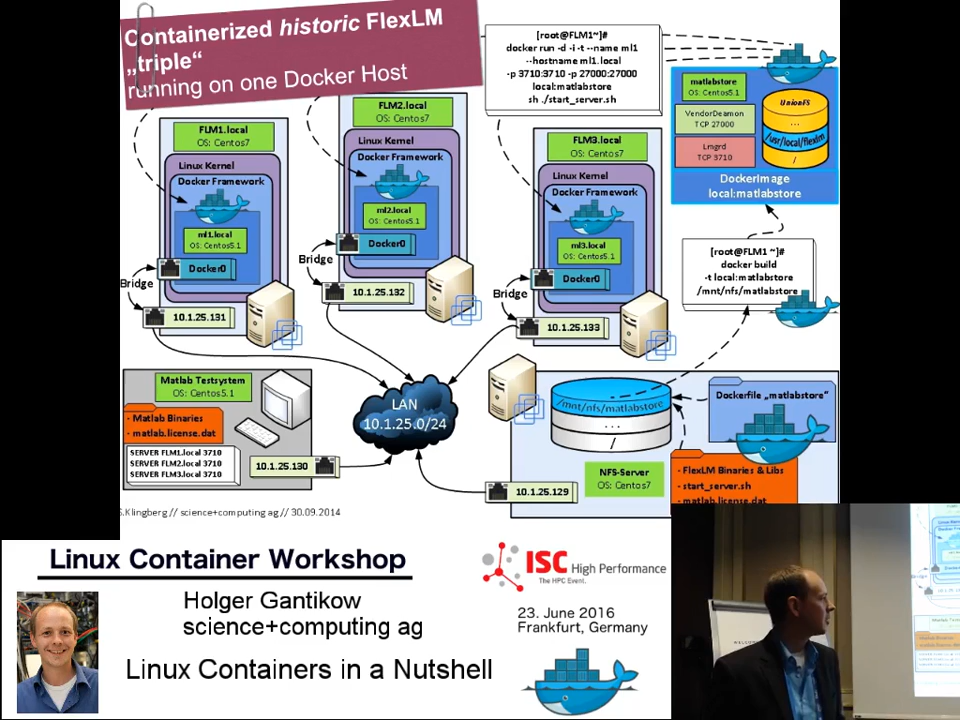 Containerized historic FlexLM
„triple“
running on one Docker Host
[root@FLM1~]#
docker run -d -i -t --name ml1
--hostname ml1.local
-p 3710:3710 -p 27000:27000
local:matlabstore
sh ./start_server.sh
matlabstore
OS: Centos5.1
VendorDeamon
TCP 27000
Lmgrd
TCP 3710
UnionFS
...
/usr/local/flexlm
/
DockerImage
local:matlabstore
FLM1.local
OS: Centos7
Linux Kernel
Docker Framework
ml1.local
OS: Centos5.1
Docker0
Bridge
10.1.25.131
FLM2.local
OS: Centos7
Linux Kernel
Docker Framework
ml2.local
OS: Centos5.1
Docker0
Bridge
10.1.25.132
FLM3.local
OS: Centos7
Linux Kernel
Docker Framework
ml3.local
OS: Centos5.1
Docker0
Bridge
10.1.25.133
[root@FLM1 ~]#
docker build
-t local:matlabstore
/mnt/nfs/matlabstore
Matlab Testsystem
OS: Centos5.1
- Matlab Binaries
- matlab.license.dat
SERVER FLM1.local 3710
SERVER FLM2.local 3710
SERVER FLM3.local 3710
10.1.25.130
LAN
10.1.25.0/24
/mnt/nfs/matlabstore
...
/
Dockerfile „matlabstore“
NFS-Server
OS: Centos7
- FlexLM Binaries & Libs
- start_server.sh
- matlab.license.dat
10.1.25.129
S.Klingberg // science+computing ag // 30.09.2014
Linux Container Workshop
Holger Gantikow
science+computing ag
Linux Containers in a Nutshell
ISC High Performance
The HPC Event.
23. June 2016
Frankfurt, Germany